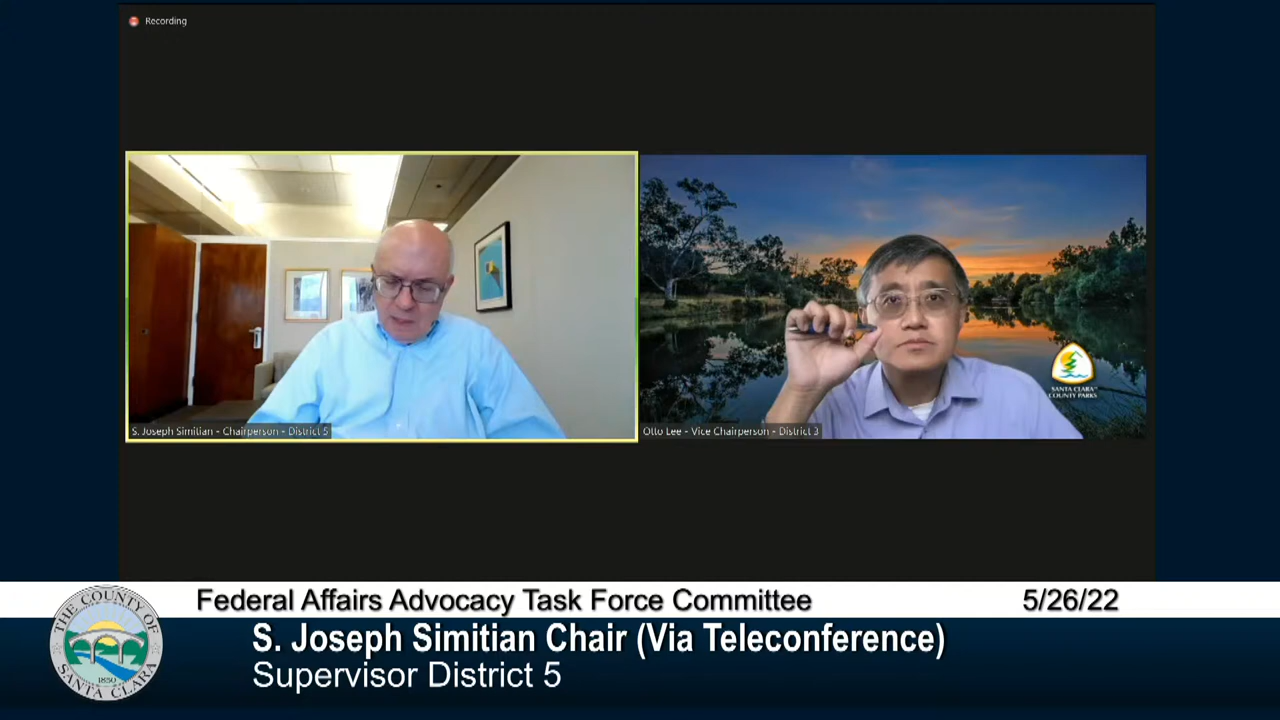 Recording
S. Joseph Simitian - Chairperson - District 5
Otto Lee - Vice Chairperson - District 3
SANTA CLARA
COUNTY PARKS
Federal Affairs Advocacy Task Force Committee
5/26/22
S. Joseph Simitian Chair (Via Teleconference)
Supervisor District 5
THE COUNTY OF
SANTA CLARA
1850